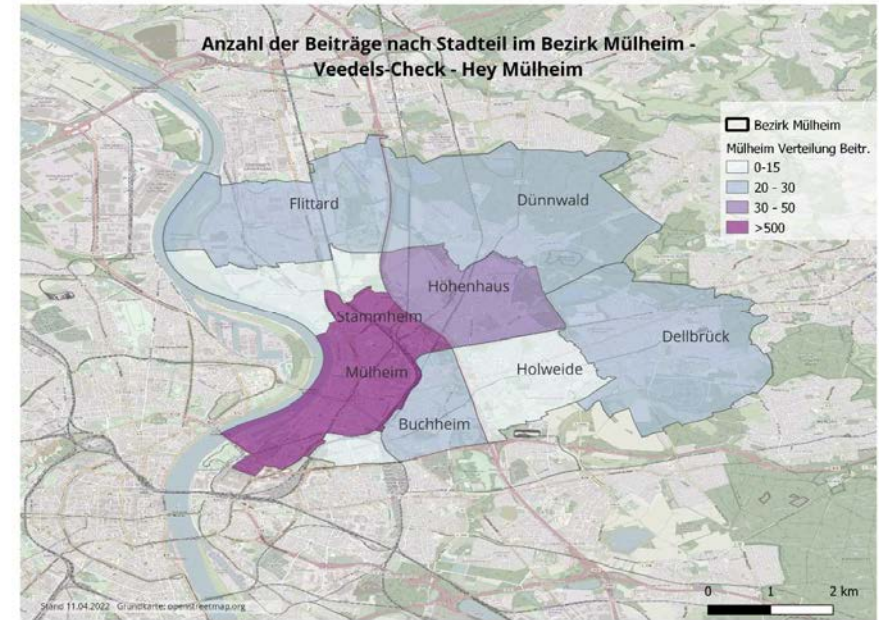 Anzahl der Beiträge nach Stadtteil im Bezirk Mülheim -
Veedels-Check - Hey Mülheim
Bezirk Mülheim
Mülheim Verteilung Beitr.
0-15
20 - 30
30 - 50
>500
Flittard
Dünnwald
Höhenhaus
Stammheim
Dellbrück
Mülheim
Holweide
Buchheim
0 1 2 km
Stand 11.04.2022 Grundkarte: openstreetmap.org